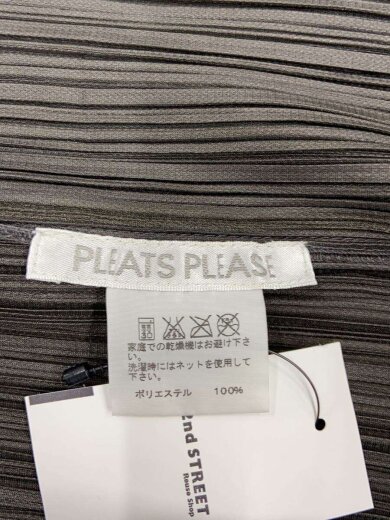 PLEATS PLEASE
家庭での乾燥機はお避け下さ
い。
洗濯時にはネットを使用して
下さい。
ポリエステル 100%
2nd STREET
Reuse Shop